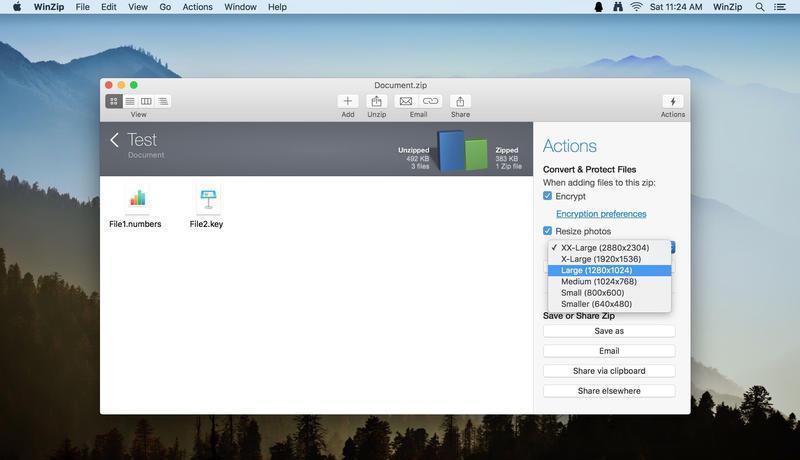 WinZip File Edit View Go Actions Window Help Sat 11:24 AM WinZip
Document.zip
View Add Unzip Email Share Actions
Test
Document
Unzipped
492 KB
3 files
Zipped
383 KB
1 Zip file
File1.numbers
File2.key
Actions
Convert & Protect Files
When adding files to this zip:
Encrypt
Encryption preferences
Resize photos
✓ XX-Large (2880x2304)
X-Large (1920x1536)
Large (1280x1024)
Medium (1024x768)
Small (800x600)
Smaller (640x480)
Save or Share Zip
Save as
Email
Share via clipboard
Share elsewhere